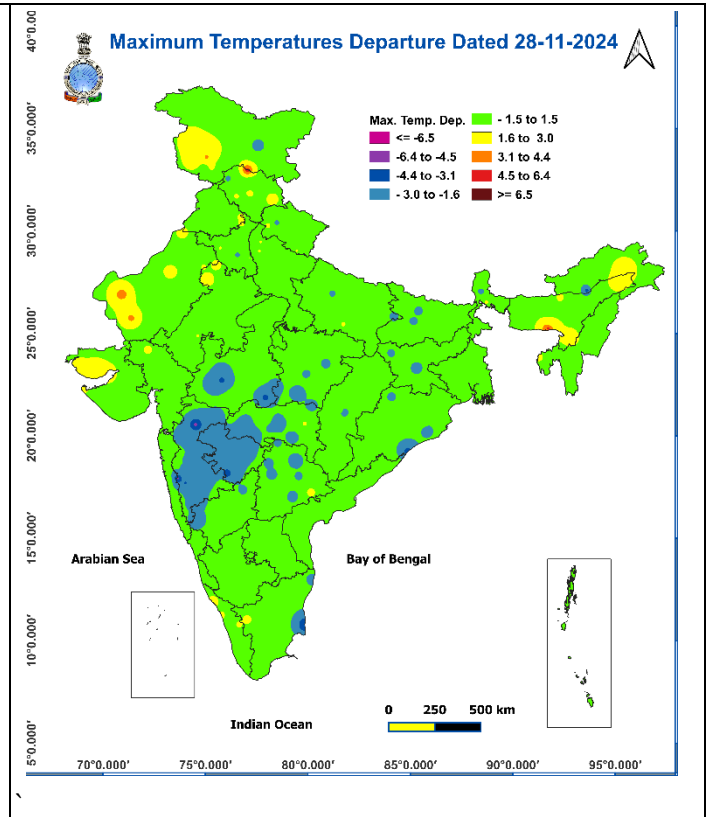 Maximum Temperatures Departure Dated 28-11-2024
Max. Temp. Dep.
<= -6.5
-6.4 to -4.5
-4.4 to -3.1
- 3.0 to -1.6
- 1.5 to 1.5
1.6 to 3.0
3.1 to 4.4
4.5 to 6.4
>= 6.5
40°0.000'
35°0.000'
30°0.000'
25°0.000'
20°0.000'
15°0.000'
10°0.000'
5°0.000'
Arabian Sea
Bay of Bengal
Indian Ocean
0 250 500 km
70°0.000' 75°0.000' 80°0.000' 85°0.000' 90°0.000' 95°0.000'
`